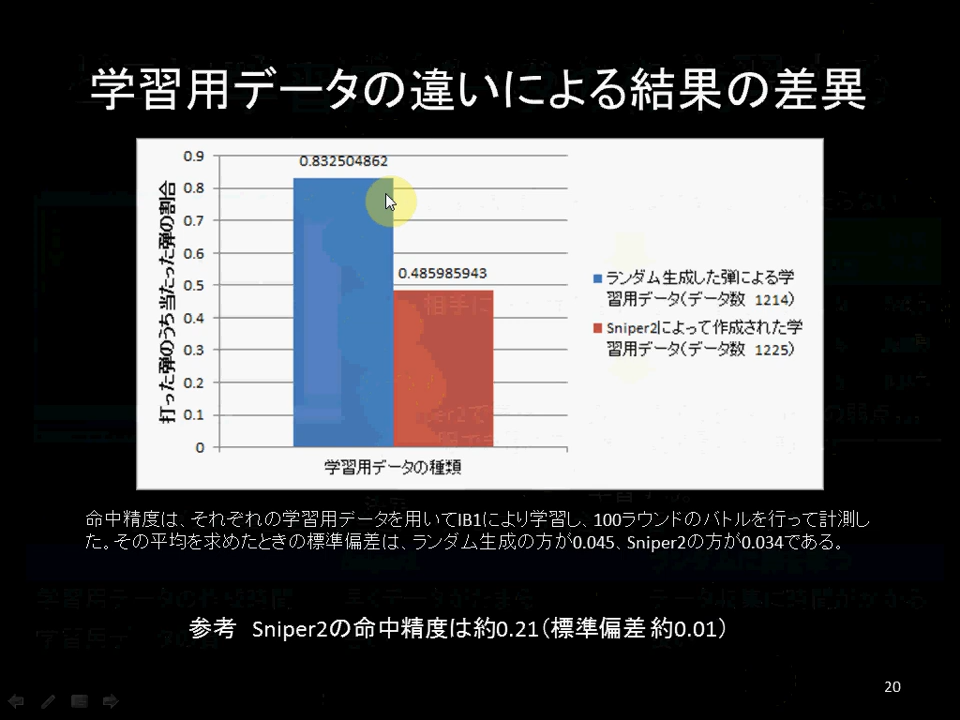 学習用データの違いによる結果の差異
打った弾のうち当たった弾の割合
0.9
0.8
0.7
0.6
0.5
0.4
0.3
0.2
0.1
0
0.832504862
0.485985943
学習用データの種類
ランダム生成した弾による学
習用データ(データ数 1214)
Sniper2によって作成された学
習用データ(データ数 1225)
命中精度は、それぞれの学習用データを用いてIB1により学習し、100ラウンドのバトルを行って計測し
た。その平均を求めたときの標準偏差は、ランダム生成の方が0.045、Sniper2の方が0.034である。
参考 Sniper2の命中精度は約0.21(標準偏差 約0.01)
20